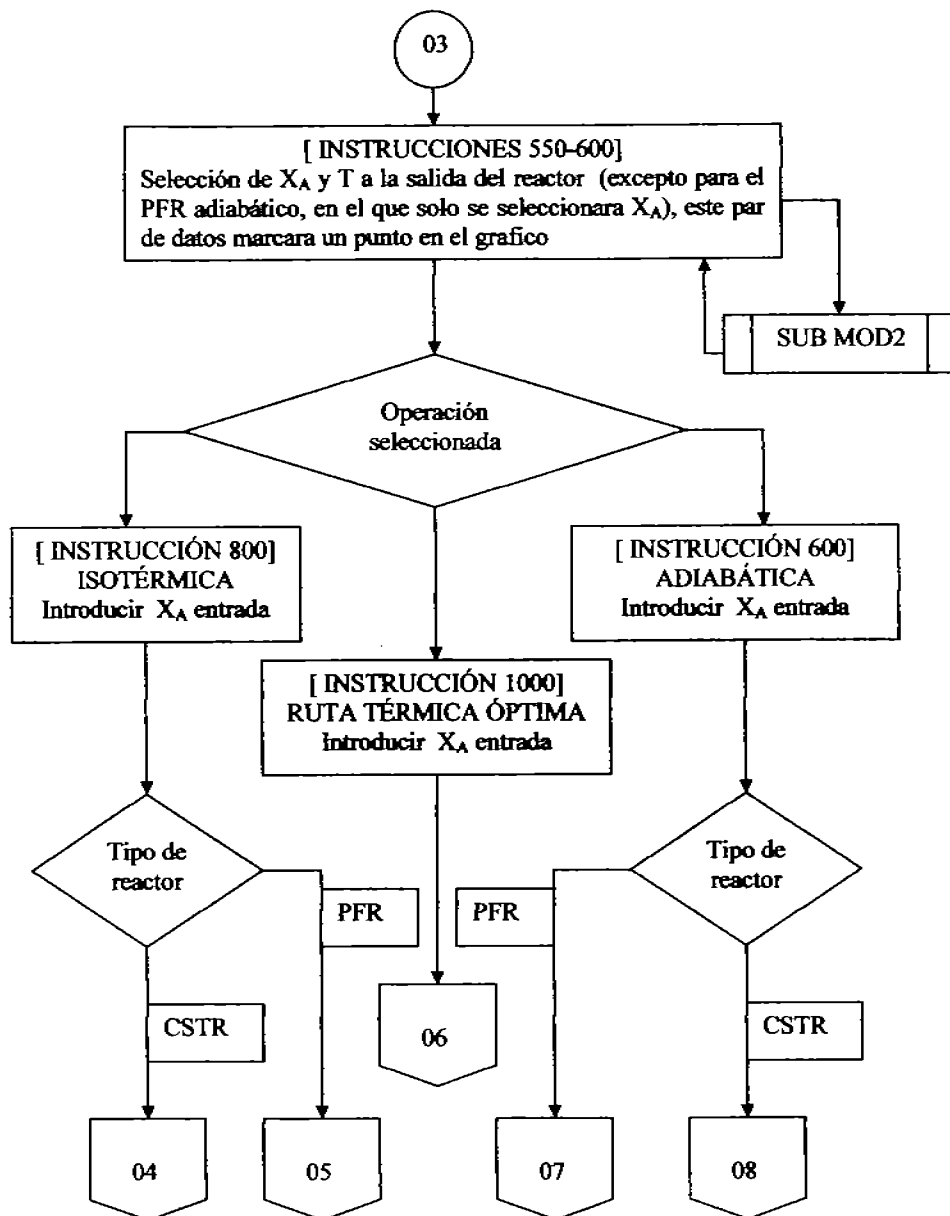 03
[ INSTRUCCIONES 550-600]
Selección de XA y T a la salida del reactor (excepto para el
PFR adiabático, en el que solo se seleccionara XA), este par
de datos marcara un punto en el grafico
SUB MOD2
Operación
seleccionada
[ INSTRUCCIÓN 800]
ISOTÉRMICA
Introducir XA entrada
[ INSTRUCCIÓN 600]
ADIABÁTICA
Introducir XA entrada
[ INSTRUCCIÓN 1000]
RUTA TÉRMICA ÓPTIMA
Introducir XA entrada
Tipo de
reactor
Tipo de
reactor
PFR
PFR
CSTR
CSTR
06
04
05
07
08